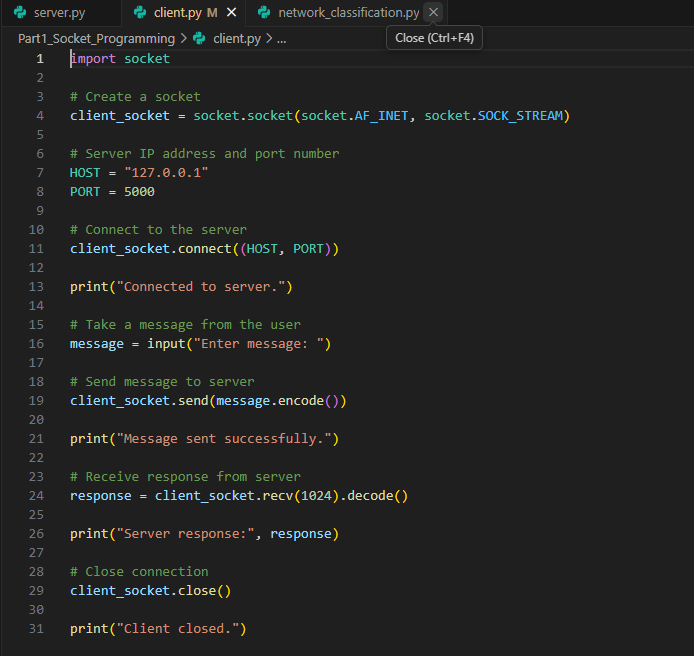 server.py client.py M network_classification.py
Part1_Socket_Programming > client.py > ... Close (Ctrl+F4)
1 import socket
2
3 # Create a socket
4 client_socket = socket.socket(socket.AF_INET, socket.SOCK_STREAM)
5
6 # Server IP address and port number
7 HOST = "127.0.0.1"
8 PORT = 5000
9
10 # Connect to the server
11 client_socket.connect((HOST, PORT))
12
13 print("Connected to server.")
14
15 # Take a message from the user
16 message = input("Enter message: ")
17
18 # Send message to server
19 client_socket.send(message.encode())
20
21 print("Message sent successfully.")
22
23 # Receive response from server
24 response = client_socket.recv(1024).decode()
25
26 print("Server response:", response)
27
28 # Close connection
29 client_socket.close()
30
31 print("Client closed.")